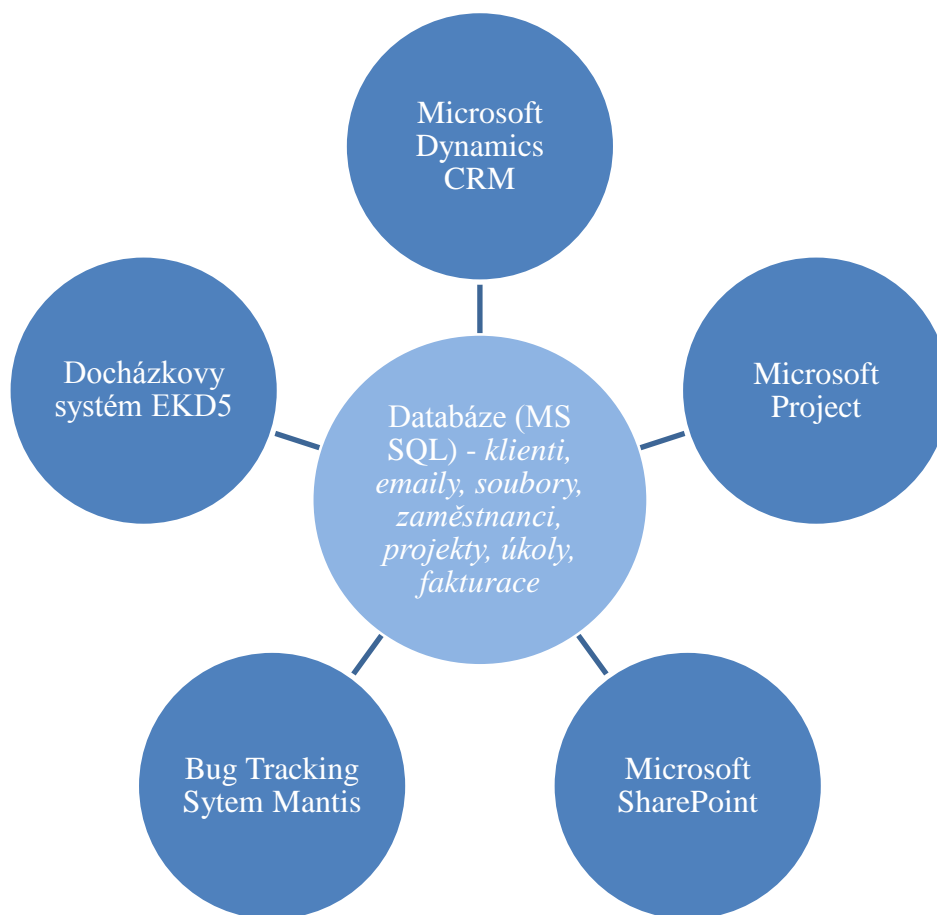 Microsoft
Dynamics
CRM
Docházkovy
systém EKD5
Microsoft
Project
Databáze (MS
SQL) - klienti,
emaily, soubory,
zaměstnanci,
projekty, úkoly,
fakturace
Bug Tracking
Sytem Mantis
Microsoft
SharePoint